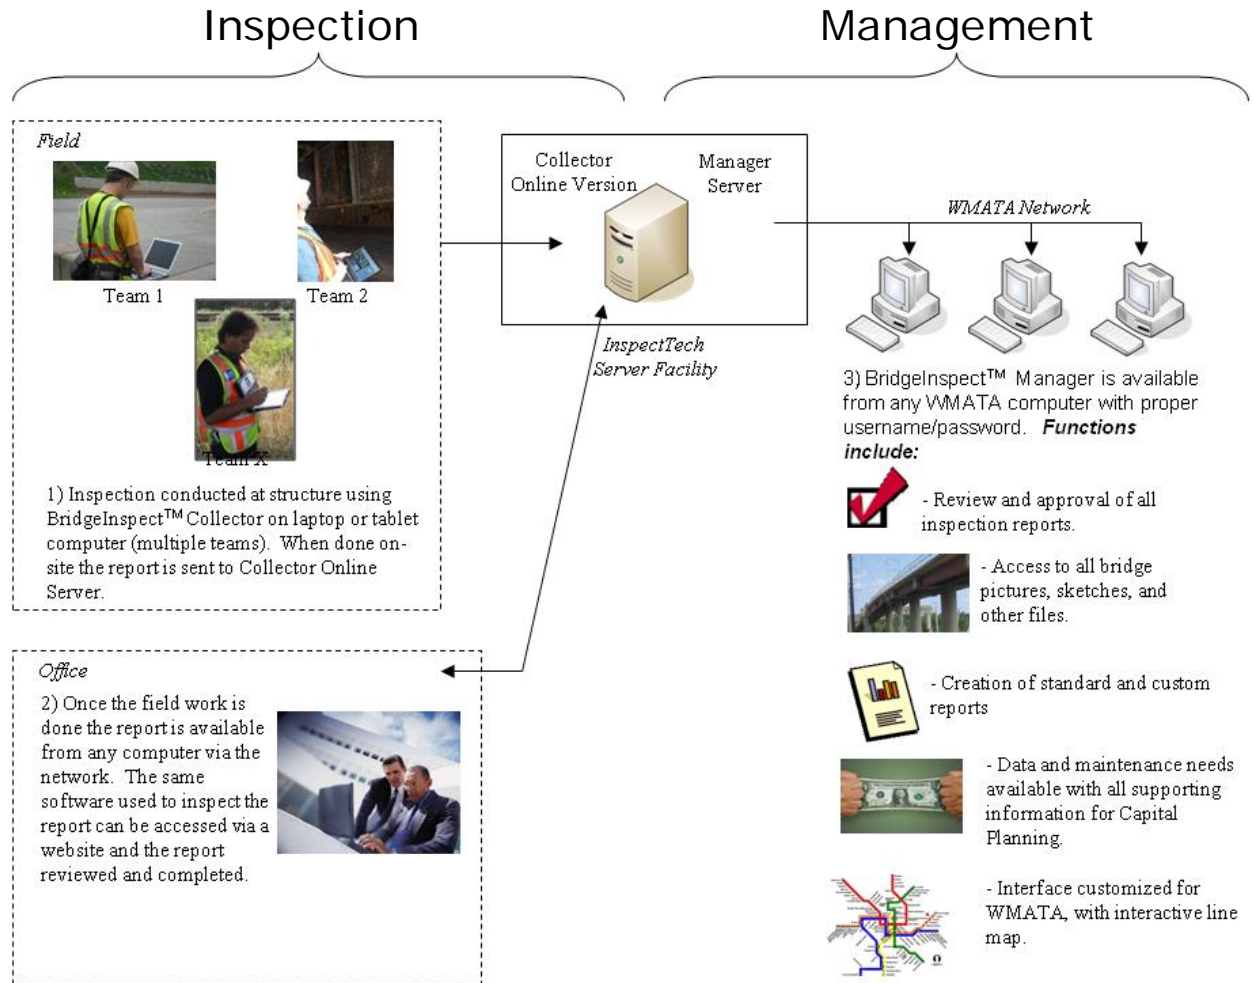 Inspection
Management
Field
Team 1
Team 2
Team X
1) Inspection conducted at structure using
BridgeInspect™ Collector on laptop or tablet
computer (multiple teams). When done on-
site the report is sent to Collector Online
Server.
Office
2) Once the field work is
done the report is available
from any computer via the
network. The same
software used to inspect the
report can be accessed via a
website and the report
reviewed and completed.
Collector
Online Version
Manager
Server
InspectTech
Server Facility
WMATA Network
3) BridgeInspect™ Manager is available
from any WMATA computer with proper
username/password. Functions
include:
- Review and approval of all
inspection reports.
- Access to all bridge
pictures, sketches, and
other files.
- Creation of standard and custom
reports
- Data and maintenance needs
available with all supporting
information for Capital
Planning.
- Interface customized for
WMATA, with interactive line
map.